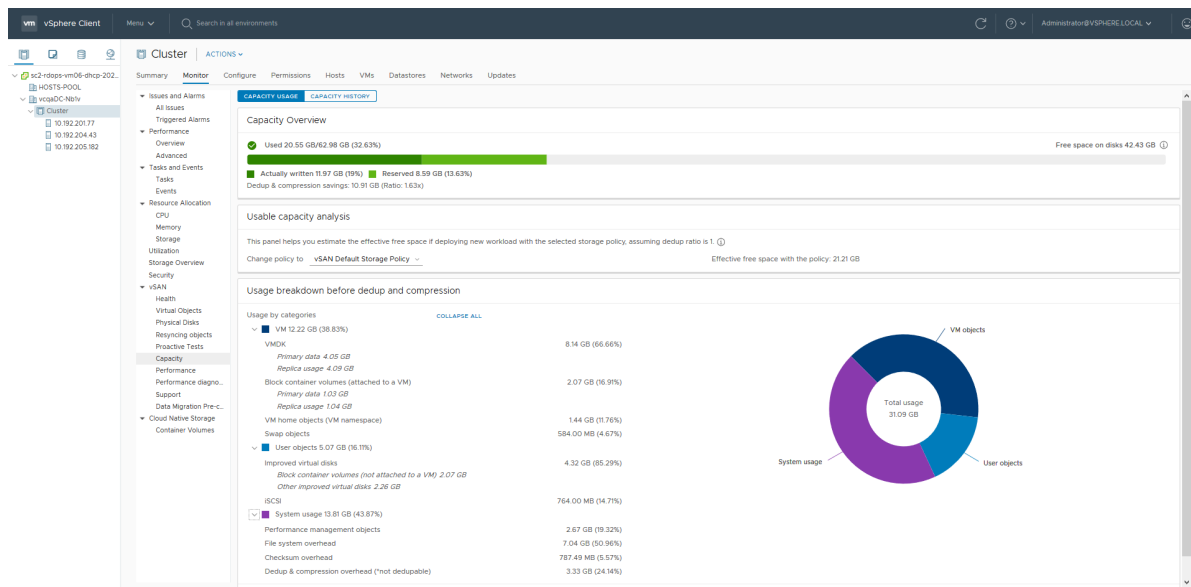 vm vSphere Client Menu Search in all environments Administrator@VSPHERE.LOCAL
sc2-rdops-vm06-dhcp-202...
HOSTS-POOL
vcqaDC-Nb1v
Cluster
10.192.201.77
10.192.204.43
10.192.205.182
Cluster ACTIONS
Summary Monitor Configure Permissions Hosts VMs Datastores Networks Updates
Issues and Alarms
All Issues
Triggered Alarms
Performance
Overview
Advanced
Tasks and Events
Tasks
Events
Resource Allocation
CPU
Memory
Storage
Utilization
Storage Overview
Security
vSAN
Health
Virtual Objects
Physical Disks
Resyncing objects
Proactive Tests
Capacity
Performance
Performance diagno...
Support
Data Migration Pre-c...
Cloud Native Storage
Container Volumes
CAPACITY USAGE CAPACITY HISTORY
Capacity Overview
Used 20.55 GB/62.98 GB (32.63%) Free space on disks 42.43 GB
Actually written 11.97 GB (19%) Reserved 8.59 GB (13.63%)
Dedup & compression savings: 10.91 GB (Ratio: 1.63x)
Usable capacity analysis
This panel helps you estimate the effective free space if deploying new workload with the selected storage policy, assuming dedup ratio is 1.
Change policy to vSAN Default Storage Policy Effective free space with the policy: 21.21 GB
Usage breakdown before dedup and compression
Usage by categories COLLAPSE ALL
VM 12.22 GB (38.83%)
VMDK 8.14 GB (66.66%)
Primary data 4.05 GB
Replica usage 4.09 GB
Block container volumes (attached to a VM) 2.07 GB (16.91%)
Primary data 1.03 GB
Replica usage 1.04 GB
VM home objects (VM namespace) 1.44 GB (11.76%)
Swap objects 584.00 MB (4.67%)
User objects 5.07 GB (16.11%)
Improved virtual disks 4.32 GB (85.29%)
Block container volumes (not attached to a VM) 2.07 GB
Other improved virtual disks 2.26 GB
iSCSI 764.00 MB (14.71%)
System usage 13.81 GB (43.87%)
Performance management objects 2.67 GB (19.32%)
File system overhead 7.04 GB (50.96%)
Checksum overhead 787.49 MB (5.57%)
Dedup & compression overhead (*not dedupable) 3.33 GB (24.14%)
VM objects
Total usage
31.09 GB
System usage
User objects